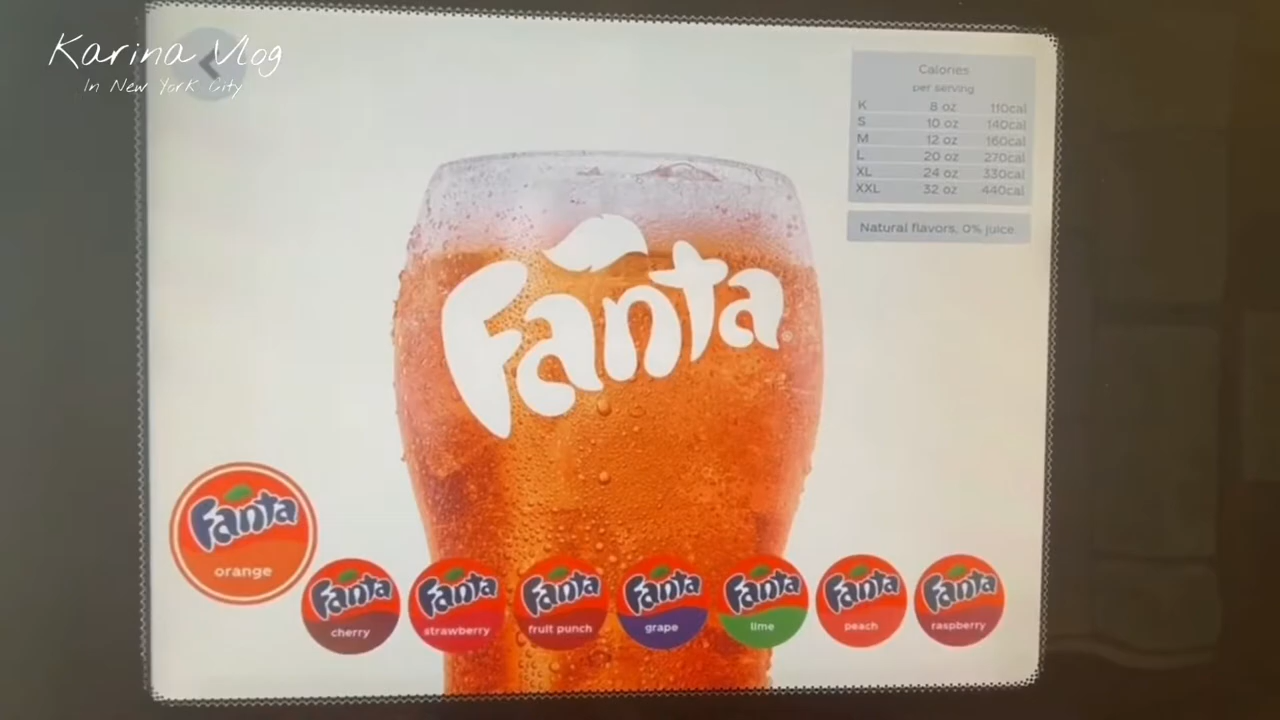 Karina Vlog
In New York City
Calories
per serving
K 8 oz 110cal
S 10 oz 140cal
M 12 oz 160cal
L 20 oz 270cal
XL 24 oz 330cal
XXL 32 oz 440cal
Natural flavors, 0% juice.
Fanta®
Fanta
orange
Fanta
cherry
Fanta
strawberry
Fanta
fruit punch
Fanta
grape
Fanta
lime
Fanta
peach
Fanta
raspberry